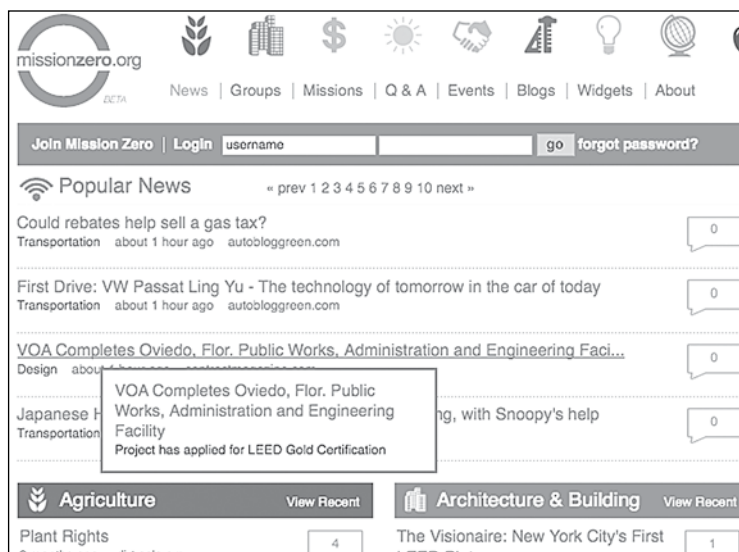 missionzero.org
BETA
News | Groups | Missions | Q & A | Events | Blogs | Widgets | About
Join Mission Zero | Login username go forgot password?
Popular News « prev 1 2 3 4 5 6 7 8 9 10 next »
Could rebates help sell a gas tax? 0
Transportation about 1 hour ago autobloggreen.com
First Drive: VW Passat Ling Yu - The technology of tomorrow in the car of today 0
Transportation about 1 hour ago autobloggreen.com
VOA Completes Oviedo, Flor. Public Works, Administration and Engineering Faci... 0
Design
VOA Completes Oviedo, Flor. Public
Works, Administration and Engineering
Facility
Project has applied for LEED Gold Certification
Japanese with Snoopy's help 0
Transportation
Agriculture View Recent
Plant Rights 4
Architecture & Building View Recent
The Visionaire: New York City's First 1